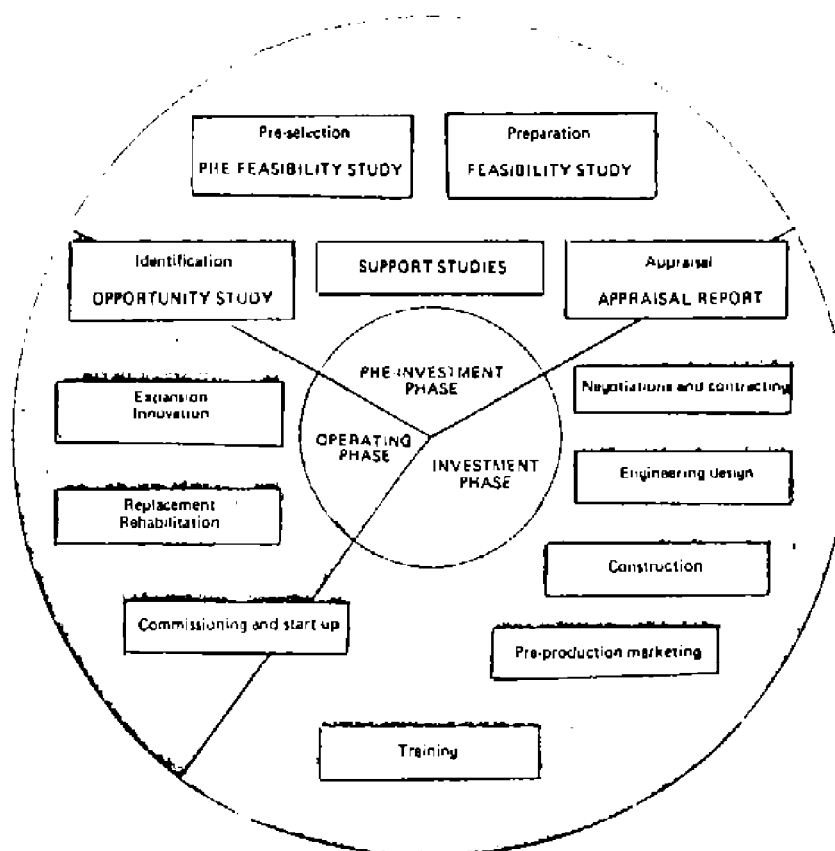 Pre-selection
PRE FEASIBILITY STUDY
Preparation
FEASIBILITY STUDY
Identification
OPPORTUNITY STUDY
SUPPORT STUDIES
Appraisal
APPRAISAL REPORT
PRE-INVESTMENT
PHASE
OPERATING
PHASE
INVESTMENT
PHASE
Expansion
Innovation
Replacement
Rehabilitation
Commissioning and start up
Negotiations and contracting
Engineering design
Construction
Pre-production marketing
Training